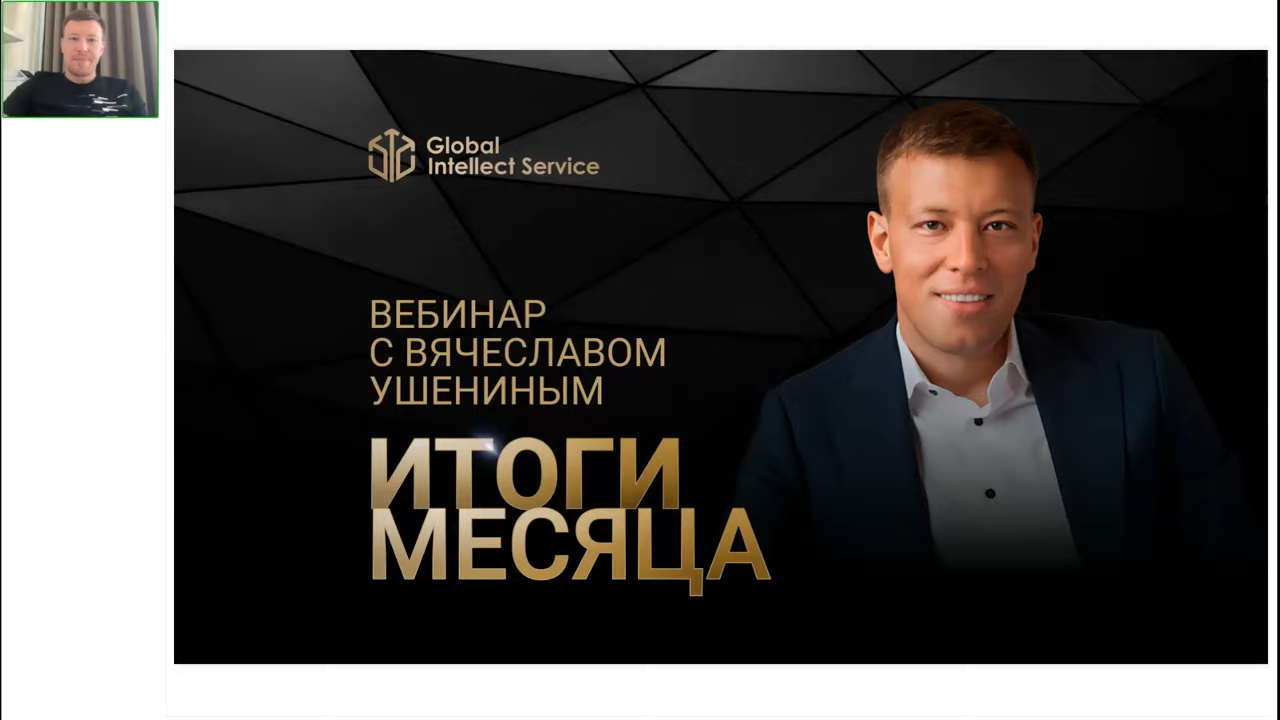 Global
Intellect Service
ВЕБИНАР
С ВЯЧЕСЛАВОМ
УШЕНИНЫМ
ИТОГИ
МЕСЯЦА